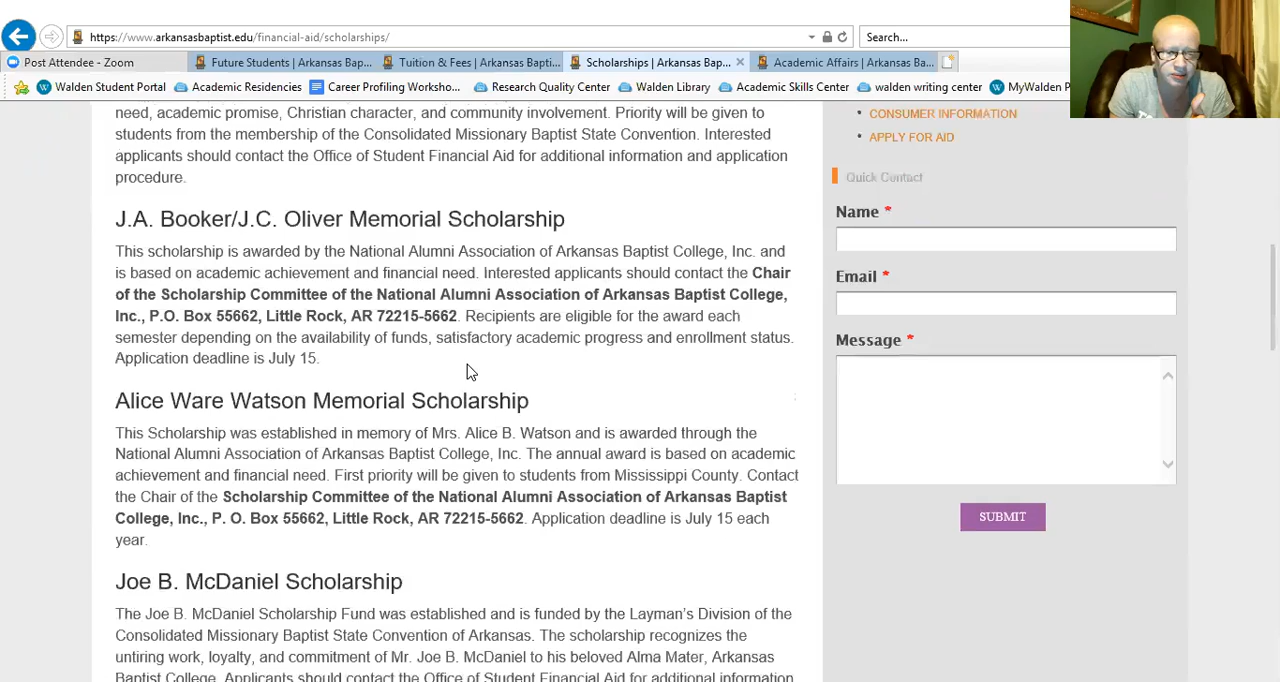 https://www.arkansasbaptist.edu/financial-aid/scholarships/
Search...
Post Attendee - Zoom
Future Students | Arkansas Bap...
Tuition & Fees | Arkansas Bapti...
Scholarships | Arkansas Bap...
Academic Affairs | Arkansas Ba...
Walden Student Portal
Academic Residencies
Career Profiling Worksho...
Research Quality Center
Walden Library
Academic Skills Center
walden writing center
MyWalden P
need, academic promise, Christian character, and community involvement. Priority will be given to
students from the membership of the Consolidated Missionary Baptist State Convention. Interested
applicants should contact the Office of Student Financial Aid for additional information and application
procedure.
J.A. Booker/J.C. Oliver Memorial Scholarship
This scholarship is awarded by the National Alumni Association of Arkansas Baptist College, Inc. and
is based on academic achievement and financial need. Interested applicants should contact the Chair
of the Scholarship Committee of the National Alumni Association of Arkansas Baptist College,
Inc., P.O. Box 55662, Little Rock, AR 72215-5662. Recipients are eligible for the award each
semester depending on the availability of funds, satisfactory academic progress and enrollment status.
Application deadline is July 15.
Alice Ware Watson Memorial Scholarship
This Scholarship was established in memory of Mrs. Alice B. Watson and is awarded through the
National Alumni Association of Arkansas Baptist College, Inc. The annual award is based on academic
achievement and financial need. First priority will be given to students from Mississippi County. Contact
the Chair of the Scholarship Committee of the National Alumni Association of Arkansas Baptist
College, Inc., P. O. Box 55662, Little Rock, AR 72215-5662. Application deadline is July 15 each
year.
Joe B. McDaniel Scholarship
The Joe B. McDaniel Scholarship Fund was established and is funded by the Layman's Division of the
Consolidated Missionary Baptist State Convention of Arkansas. The scholarship recognizes the
untiring work, loyalty, and commitment of Mr. Joe B. McDaniel to his beloved Alma Mater, Arkansas
Baptist College. Applicants should contact the Office of Student Financial Aid for additional information
CONSUMER INFORMATION
APPLY FOR AID
Quick Contact
Name *
Email *
Message *
SUBMIT